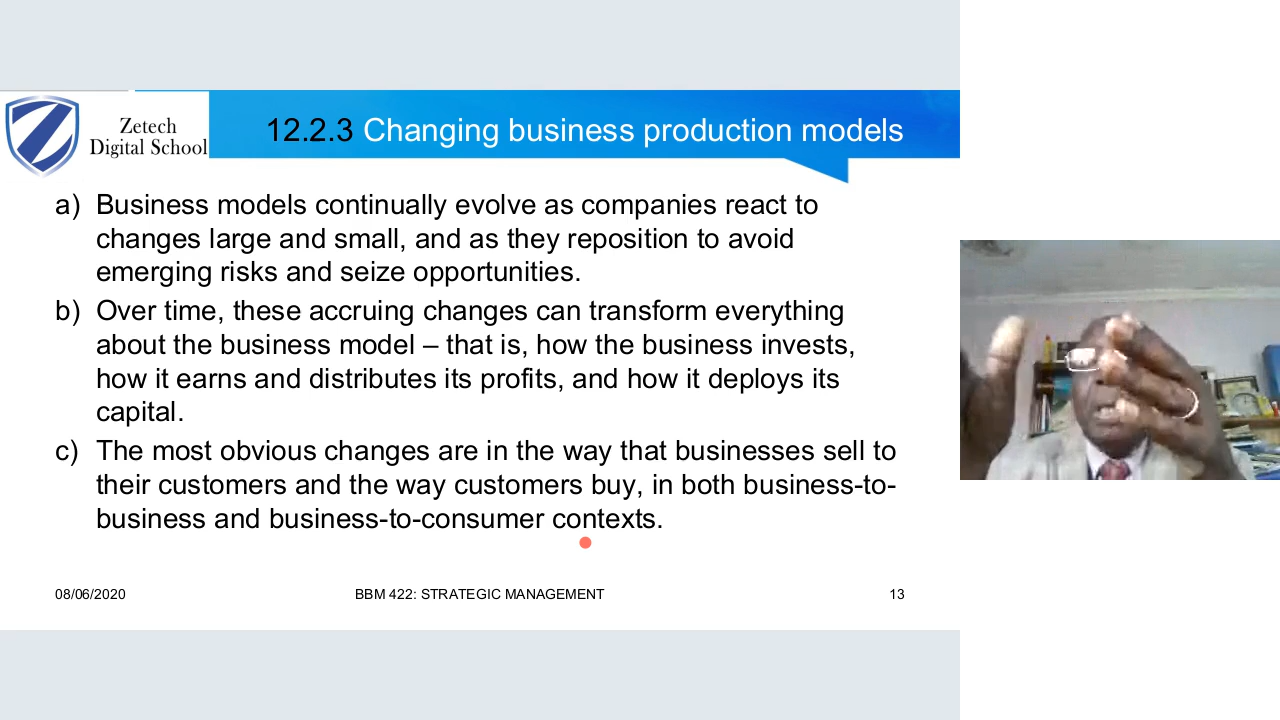 Zetech
Digital School
12.2.3 Changing business production models
a) Business models continually evolve as companies react to
changes large and small, and as they reposition to avoid
emerging risks and seize opportunities.
b) Over time, these accruing changes can transform everything
about the business model – that is, how the business invests,
how it earns and distributes its profits, and how it deploys its
capital.
c) The most obvious changes are in the way that businesses sell to
their customers and the way customers buy, in both business-to-
business and business-to-consumer contexts.
08/06/2020
BBM 422: STRATEGIC MANAGEMENT
13